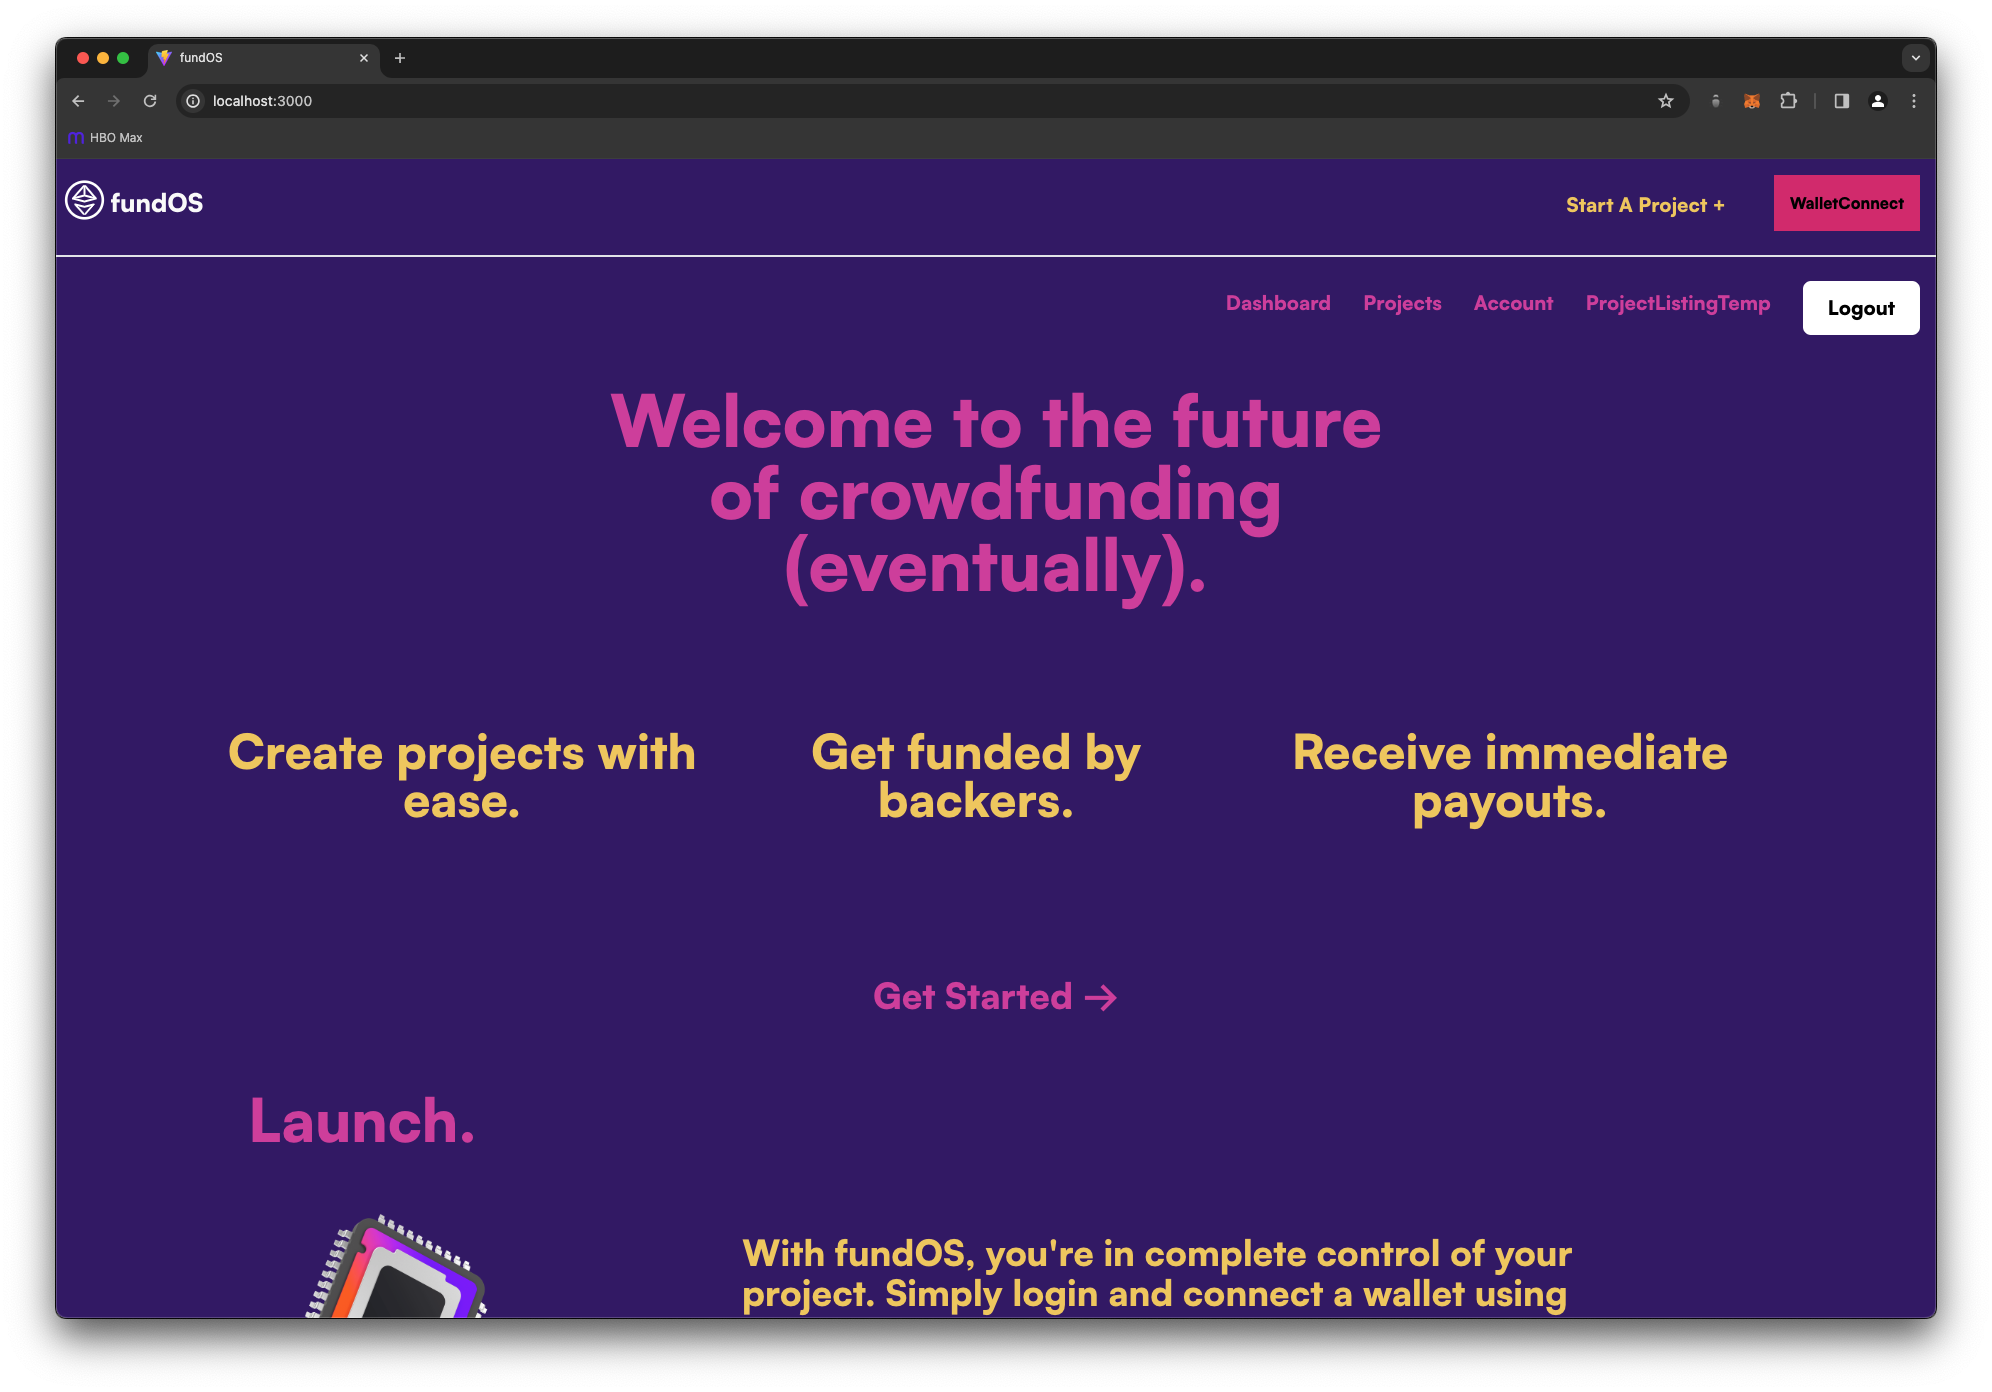 fundOS
localhost:3000
HBO Max
fundOS
Start A Project +
WalletConnect
Dashboard
Projects
Account
ProjectListingTemp
Logout
Welcome to the future
of crowdfunding
(eventually).
Create projects with
ease.
Get funded by
backers.
Receive immediate
payouts.
Get Started →
Launch.
With fundOS, you're in complete control of your
project. Simply login and connect a wallet using